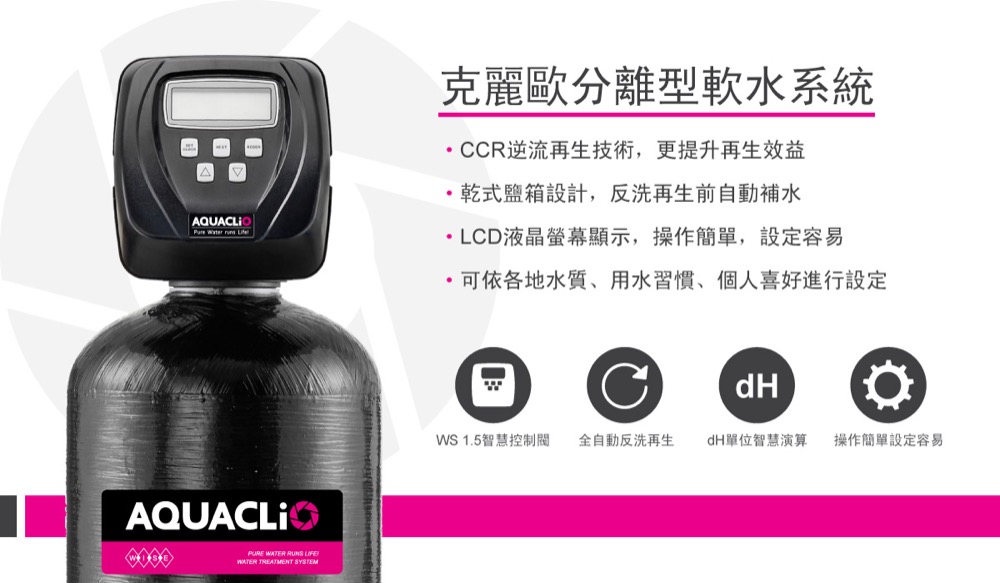 克麗歐分離型軟水系統
• CCR逆流再生技術，更提升再生效益
• 乾式鹽箱設計，反洗再生前自動補水
• LCD液晶螢幕顯示，操作簡單，設定容易
• 可依各地水質、用水習慣、個人喜好進行設定
dH
WS 1.5智慧控制閥
全自動反洗再生
dH單位智慧演算
操作簡單設定容易
SET CLOCK
NEXT
REGEN
AQUACLiO
Pure Water runs Life!
AQUACLiO
W I S E
PURE WATER RUNS LIFE!
WATER TREATMENT SYSTEM